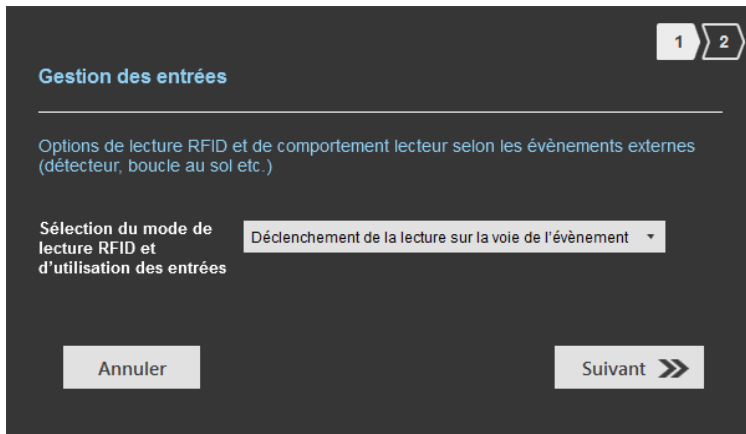 1 2
Gestion des entrées
Options de lecture RFID et de comportement lecteur selon les évènements externes
(détecteur, boucle au sol etc.)
Sélection du mode de
lecture RFID et
d’utilisation des entrées
Déclenchement de la lecture sur la voie de l’évènement
Annuler
Suivant